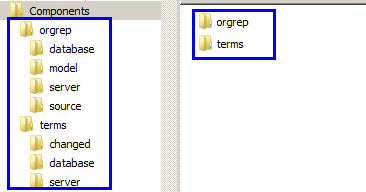 Components
orgrep
database
model
server
source
terms
changed
database
server
orgrep
terms